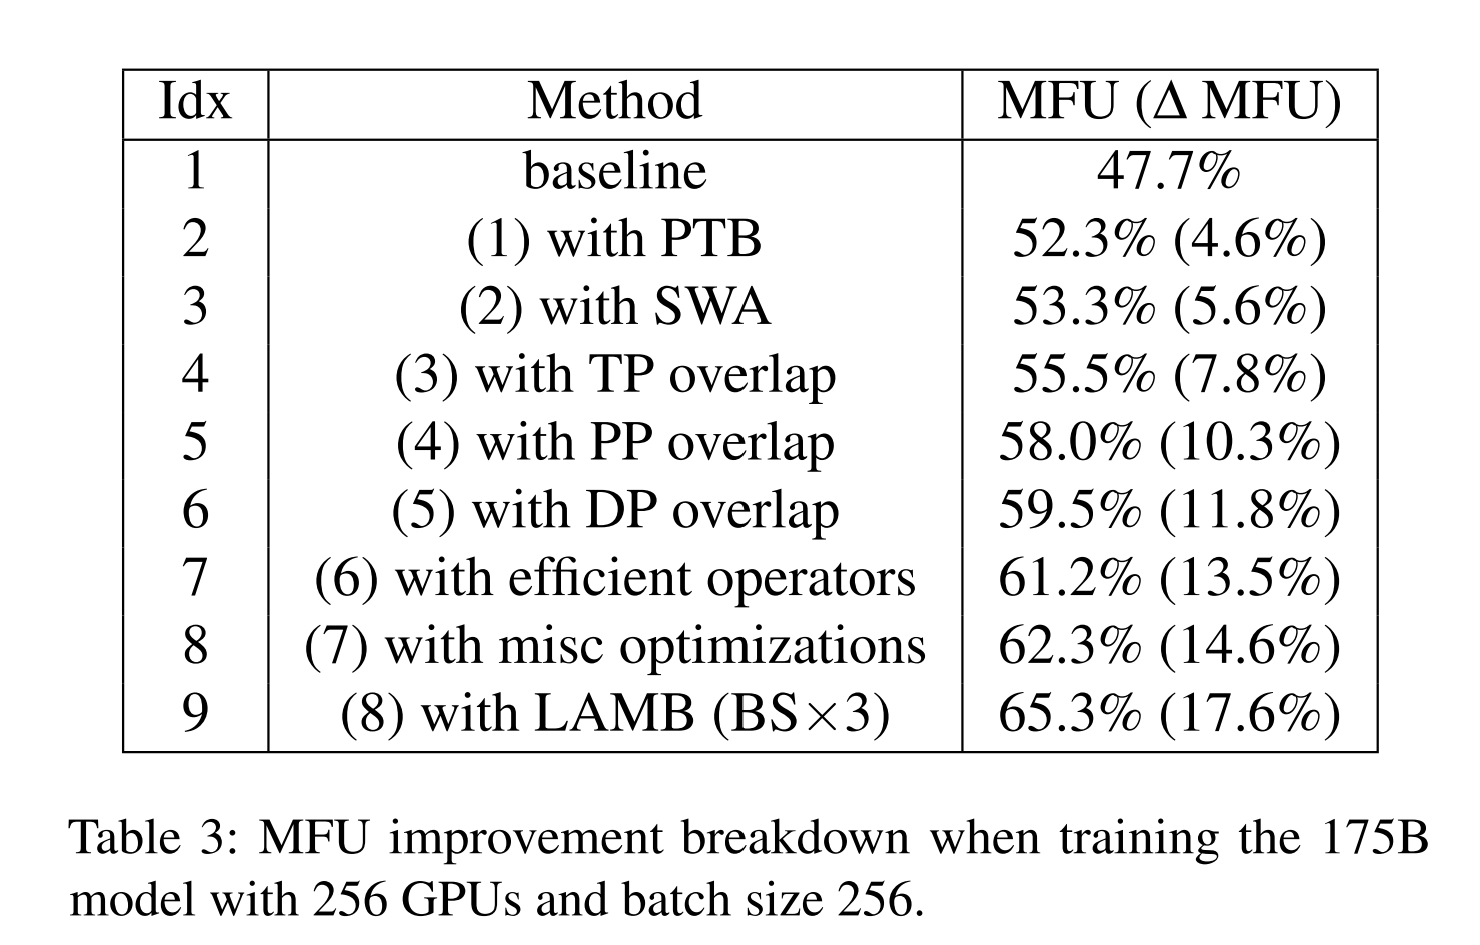 Idx Method MFU (Δ MFU)
1 baseline 47.7%
2 (1) with PTB 52.3% (4.6%)
3 (2) with SWA 53.3% (5.6%)
4 (3) with TP overlap 55.5% (7.8%)
5 (4) with PP overlap 58.0% (10.3%)
6 (5) with DP overlap 59.5% (11.8%)
7 (6) with efficient operators 61.2% (13.5%)
8 (7) with misc optimizations 62.3% (14.6%)
9 (8) with LAMB (BS×3) 65.3% (17.6%)
Table 3: MFU improvement breakdown when training the 175B
model with 256 GPUs and batch size 256.